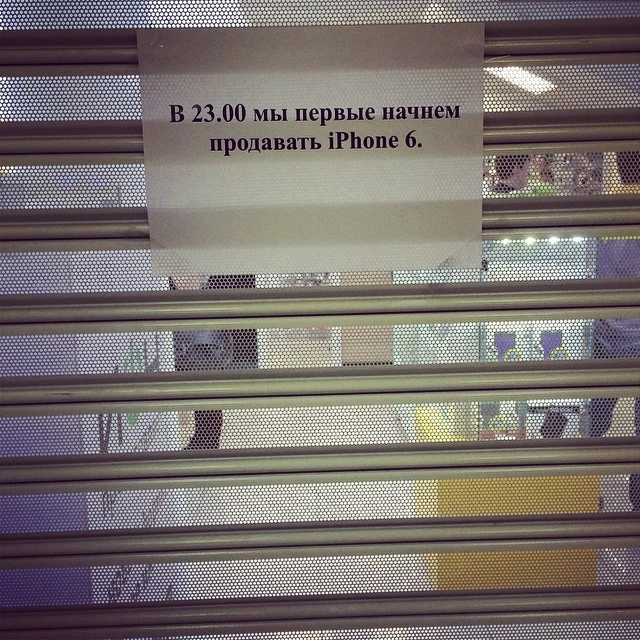 В 23.00 мы первые начнем
продавать iPhone 6.